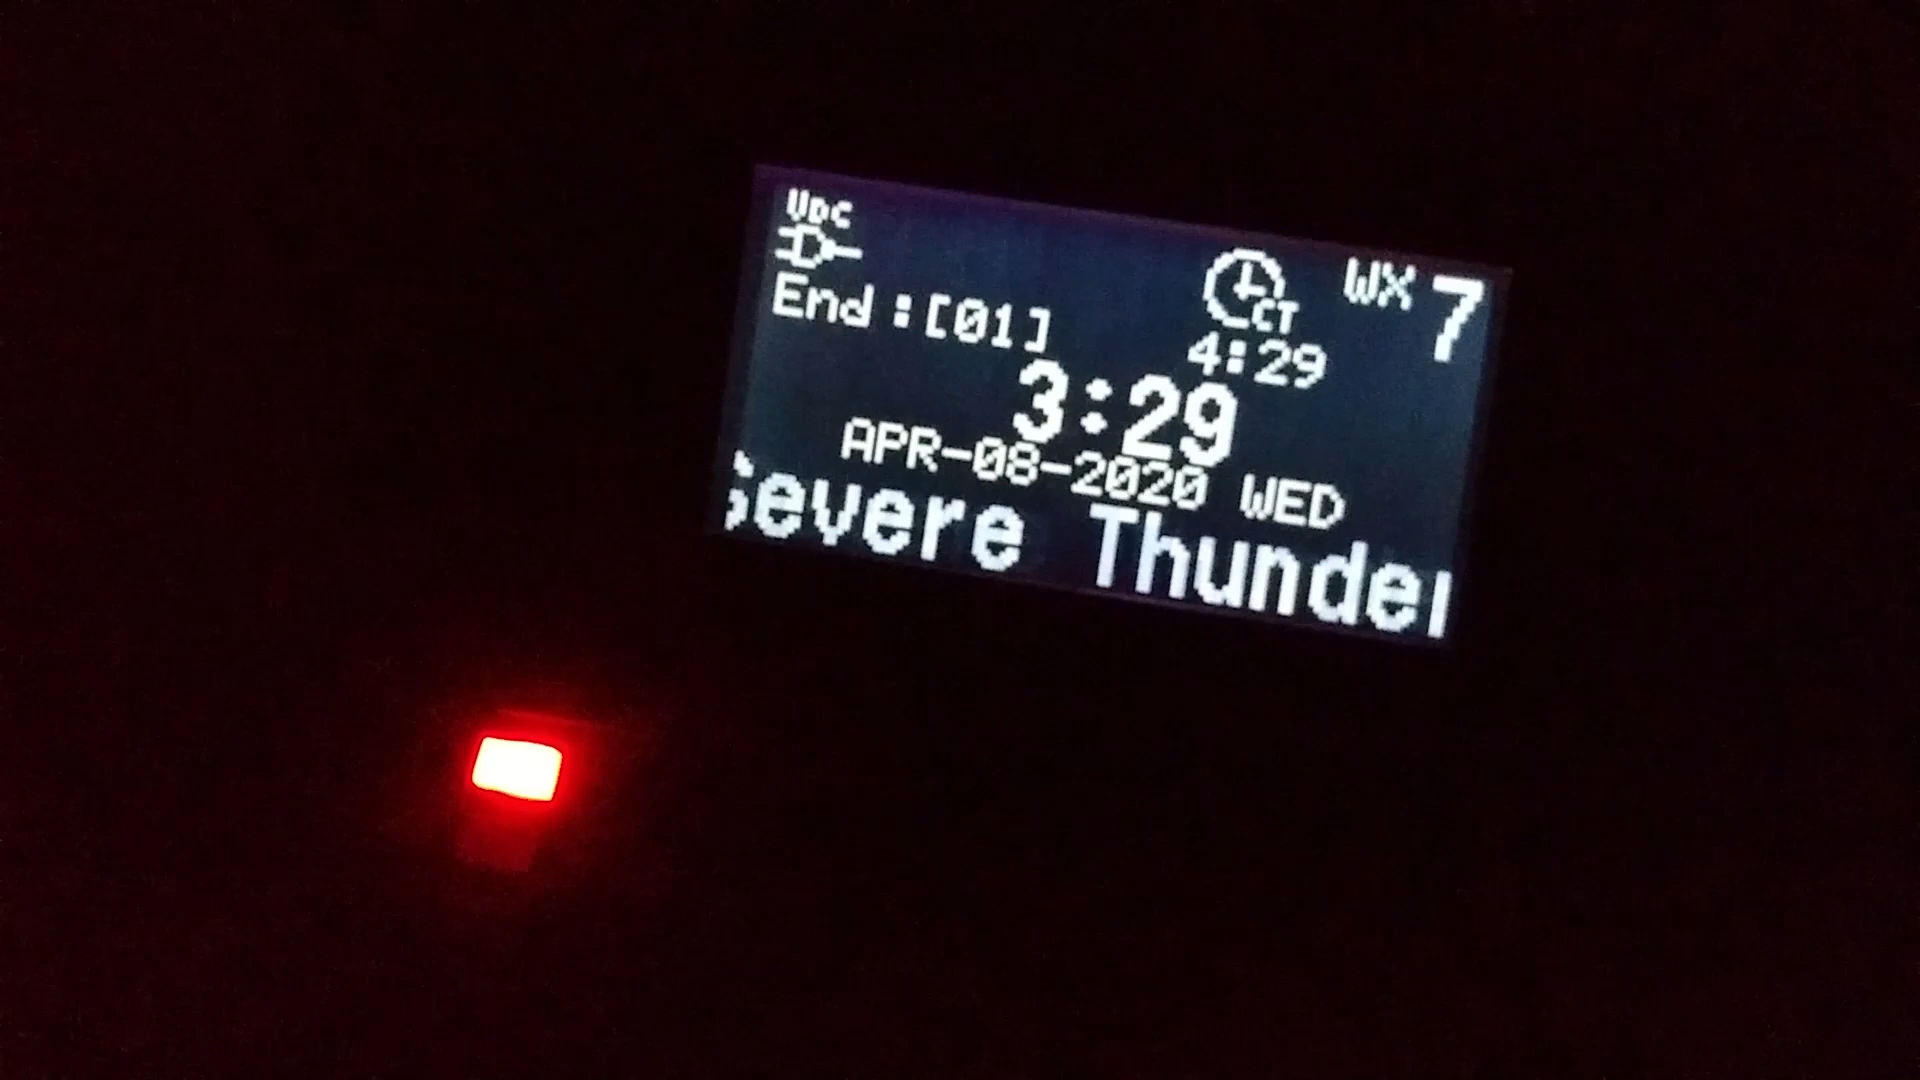 VDC
WX 7
End :[01]
CT
4:29
3:29
APR-08-2020 WED
Severe Thunder